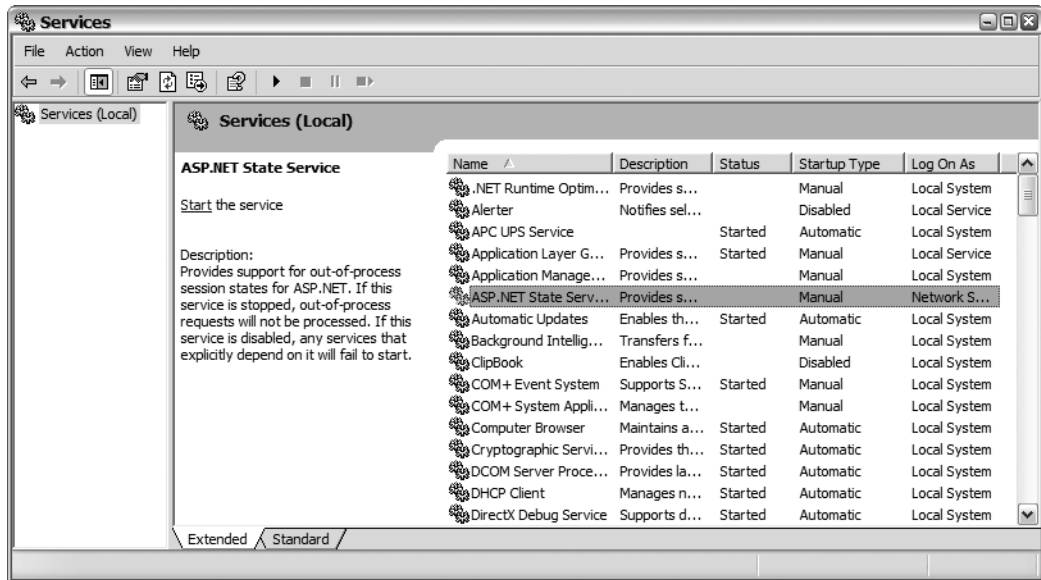 Services
File Action View Help
Services (Local)
Services (Local)
ASP.NET State Service
Start the service
Description:
Provides support for out-of-process
session states for ASP.NET. If this
service is stopped, out-of-process
requests will not be processed. If this
service is disabled, any services that
explicitly depend on it will fail to start.
Name Description Status Startup Type Log On As
.NET Runtime Optim... Provides s... Manual Local System
Alerter Notifies sel... Disabled Local Service
APC UPS Service Started Automatic Local System
Application Layer G... Provides s... Started Manual Local Service
Application Manage... Provides s... Manual Local System
ASP.NET State Serv... Provides s... Manual Network S...
Automatic Updates Enables th... Started Automatic Local System
Background Intellig... Transfers f... Manual Local System
ClipBook Enables Cli... Disabled Local System
COM+ Event System Supports S... Started Manual Local System
COM+ System Appli... Manages t... Manual Local System
Computer Browser Maintains a... Started Automatic Local System
Cryptographic Servi... Provides th... Started Automatic Local System
DCOM Server Proce... Provides la... Started Automatic Local System
DHCP Client Manages n... Started Automatic Local System
DirectX Debug Service Supports d... Started Automatic Local System
Extended Standard